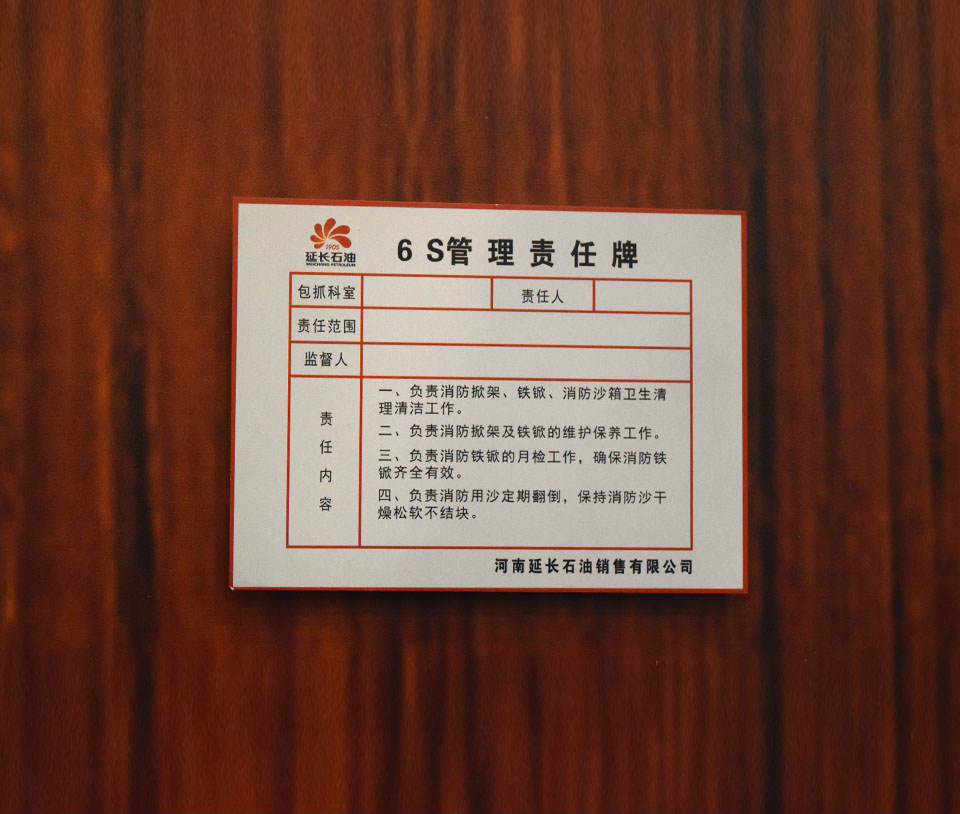 1905
延长石油
YANCHANG PETROLEUM
6 S管理责任牌
包抓科室 责任人
责任范围
监督人
责任内容
一、负责消防掀架、铁锨、消防沙箱卫生清
理清洁工作。
二、负责消防掀架及铁锨的维护保养工作。
三、负责消防铁锨的月检工作，确保消防铁
锨齐全有效。
四、负责消防用沙定期翻倒，保持消防沙干
燥松软不结块。
河南延长石油销售有限公司